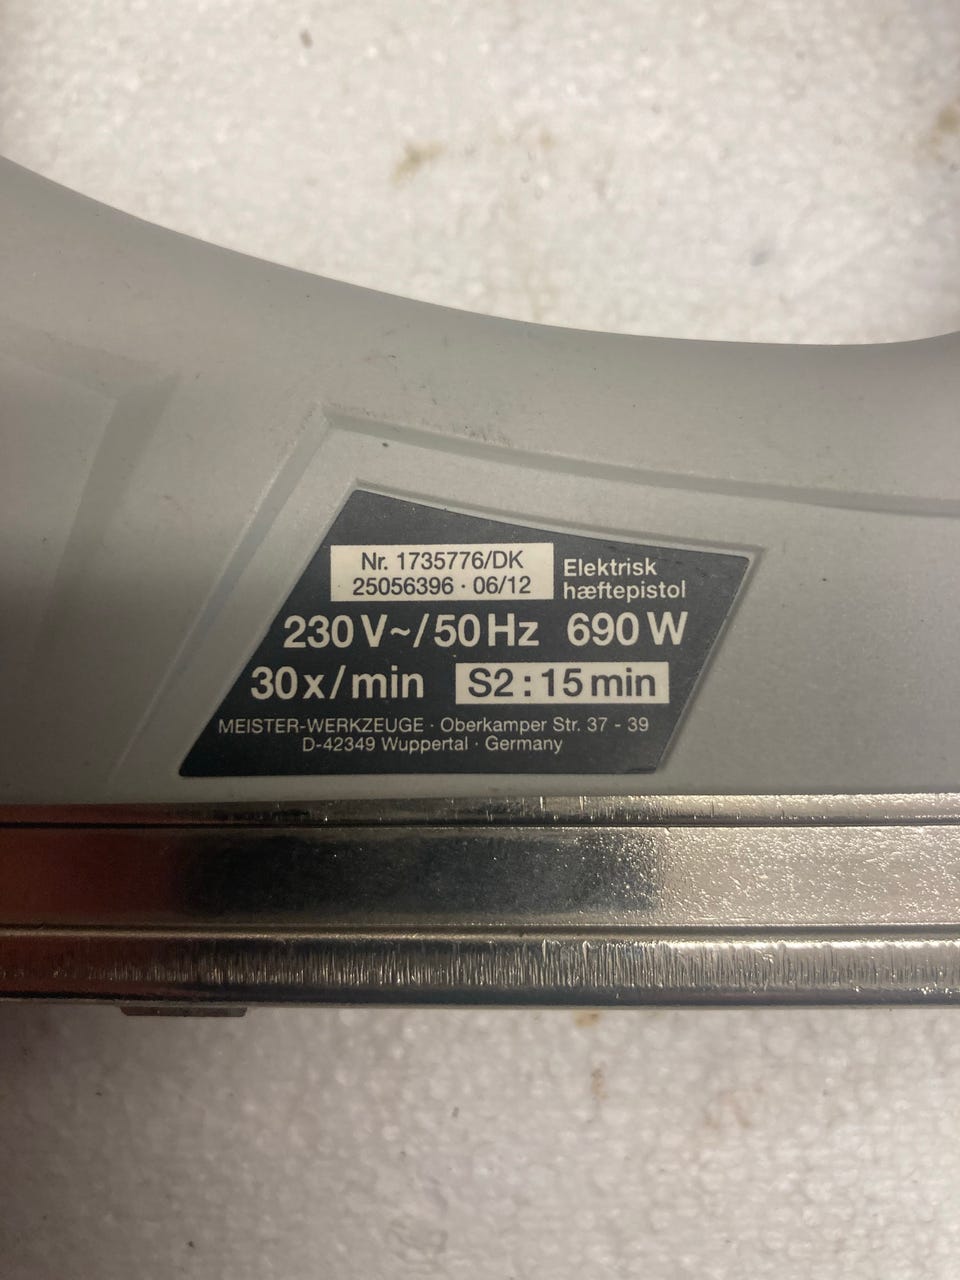 Nr. 1735776/DK
25056396 · 06/12
Elektrisk
hæftepistol
230 V~/50 Hz 690 W
30 x/min S2 : 15 min
MEISTER-WERKZEUGE · Oberkamper Str. 37 - 39
D-42349 Wuppertal · Germany